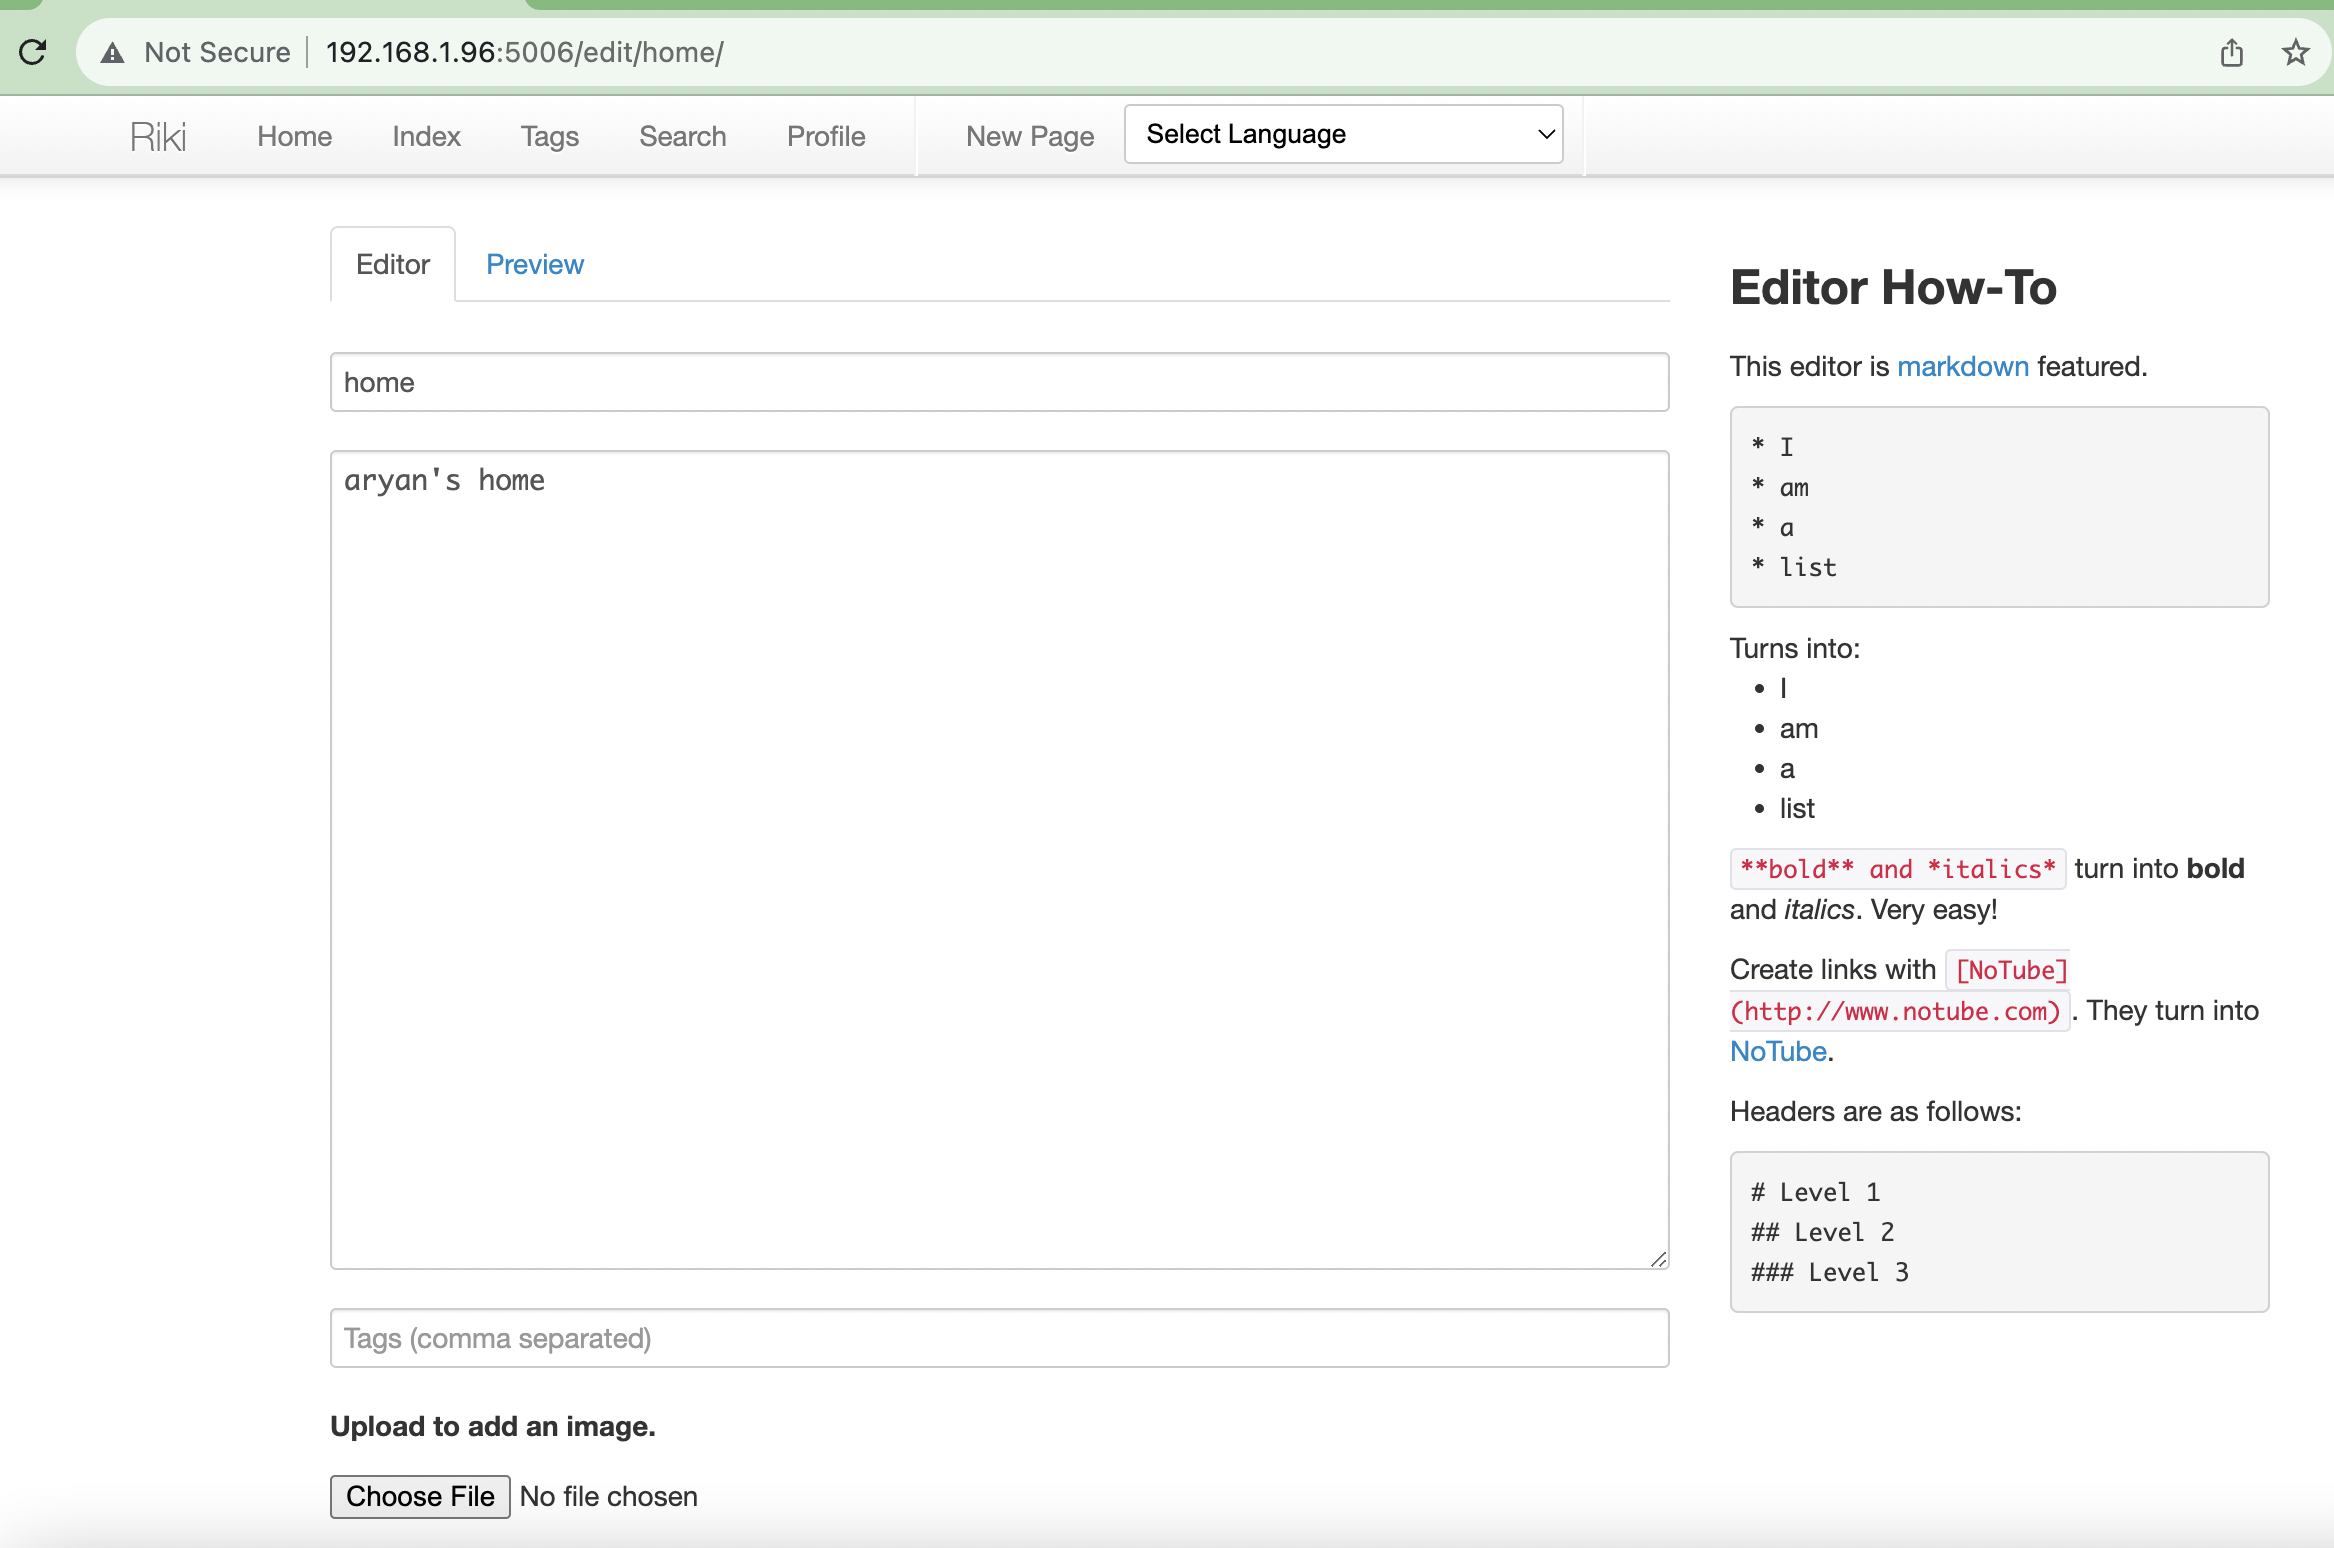 Not Secure 192.168.1.96:5006/edit/home/
Riki Home Index Tags Search Profile New Page Select Language
Editor Preview
home
aryan's home
Tags (comma separated)
Upload to add an image.
Choose File No file chosen
Editor How-To
This editor is markdown featured.
* I
* am
* a
* list
Turns into:
• I
• am
• a
• list
**bold** and *italics* turn into bold
and italics. Very easy!
Create links with [NoTube]
(http://www.notube.com) . They turn into
NoTube.
Headers are as follows:
# Level 1
## Level 2
### Level 3